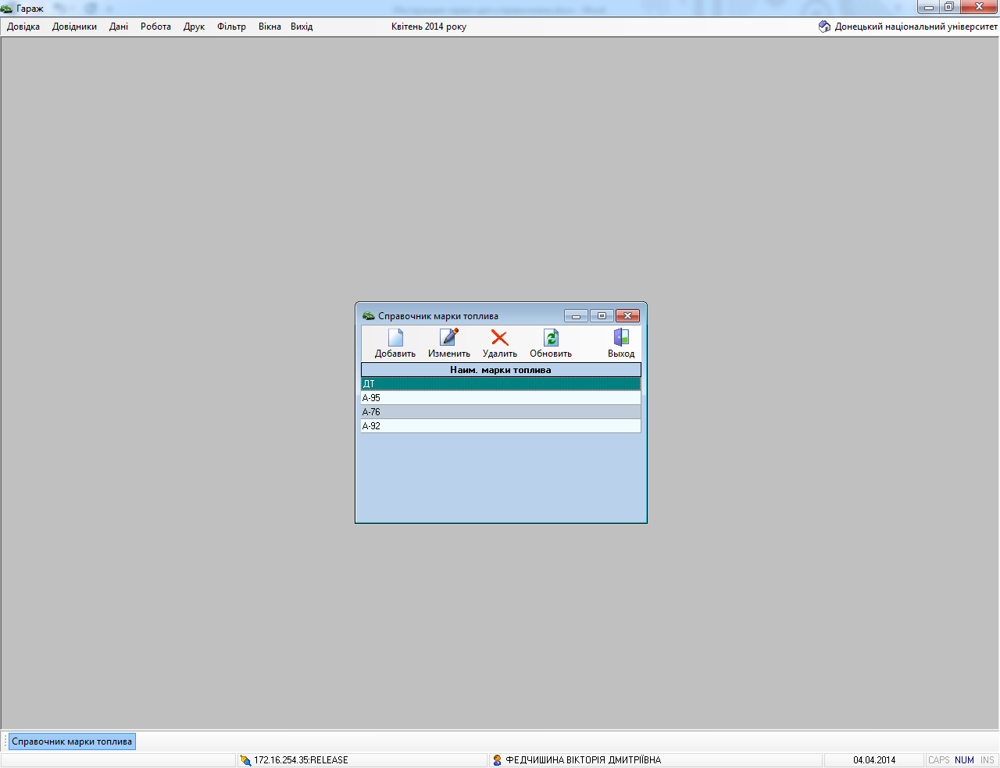 Гараж
Довідка Довідники Дані Робота Друк Фільтр Вікна Вихід Квітень 2014 року Донецький національний університет
Справочник марки топлива
Добавить Изменить Удалить Обновить Выход
Наим. марки топлива
ДТ
А-95
А-76
А-92
Справочник марки топлива
172.16.254.35:RELEASE ФЕДЧИШИНА ВІКТОРІЯ ДМИТРІЇВНА 04.04.2014 CAPS NUM INS